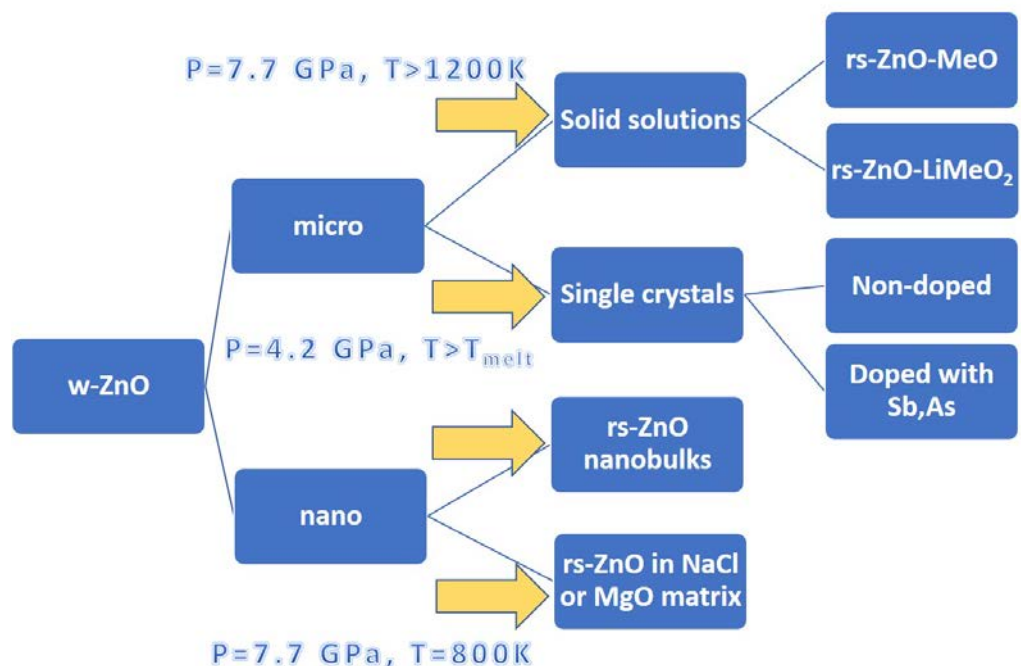 P=7.7 GPa, T>1200K
rs-ZnO-MeO
Solid solutions
rs-ZnO-LiMeO₂
micro
Single crystals
Non-doped
P=4.2 GPa, T>Tmelt
w-ZnO
Doped with
Sb,As
rs-ZnO
nanobulks
nano
rs-ZnO in NaCl
or MgO matrix
P=7.7 GPa, T=800K